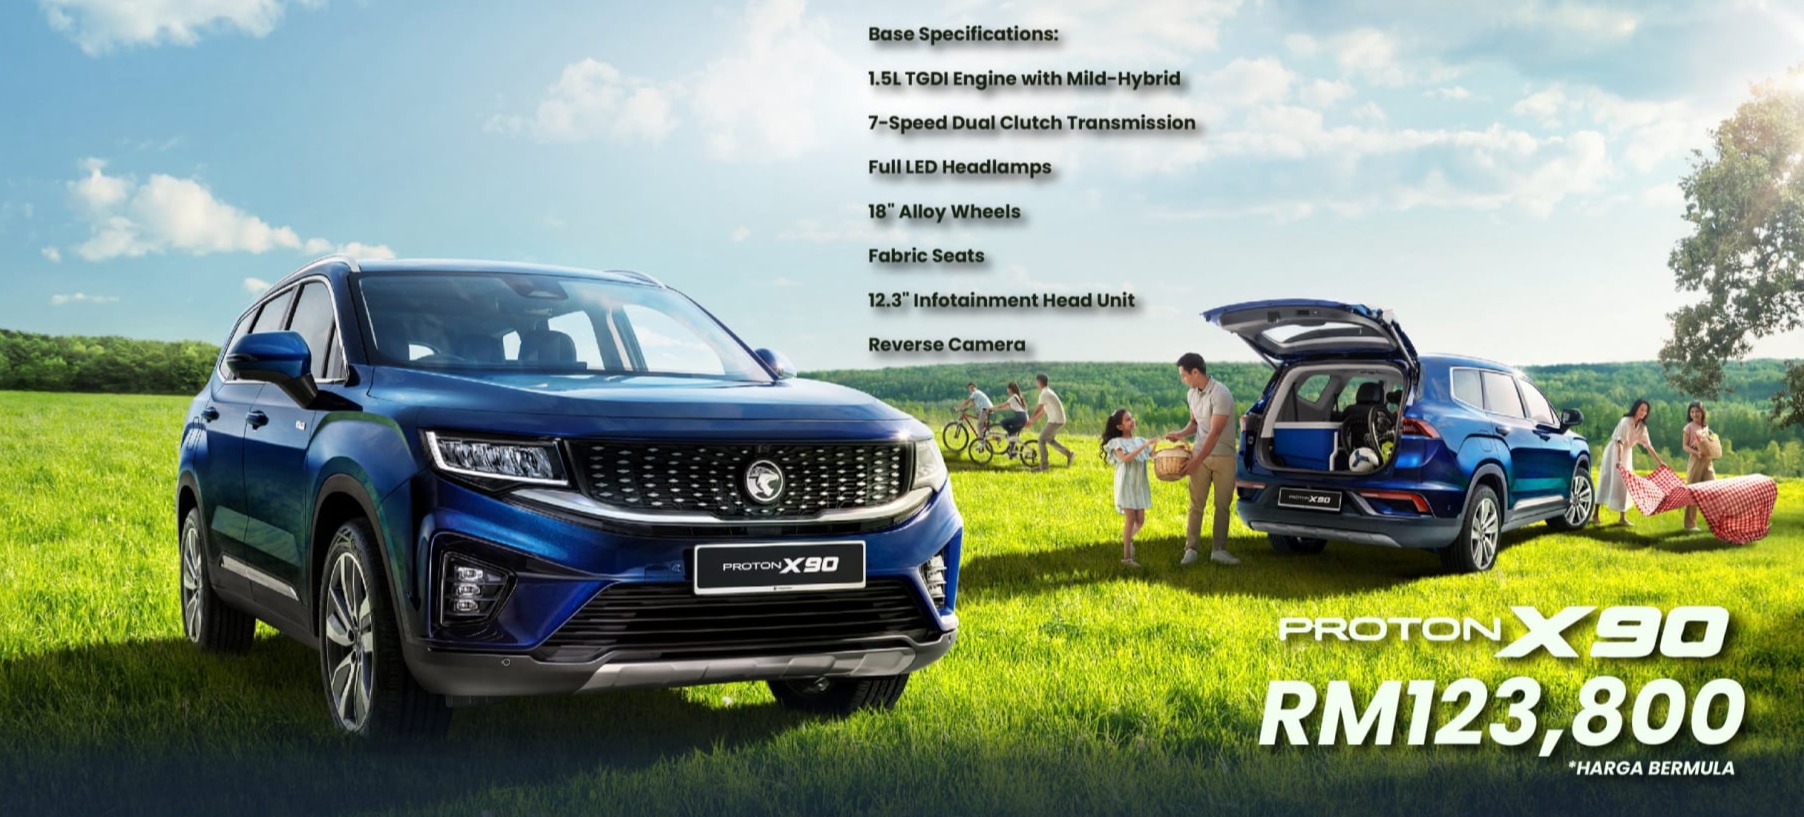 Base Specifications:
1.5L TGDI Engine with Mild-Hybrid
7-Speed Dual Clutch Transmission
Full LED Headlamps
18" Alloy Wheels
Fabric Seats
12.3" Infotainment Head Unit
Reverse Camera
PROTON X90
PROTON X90
PROTON X90
RM123,800
*HARGA BERMULA